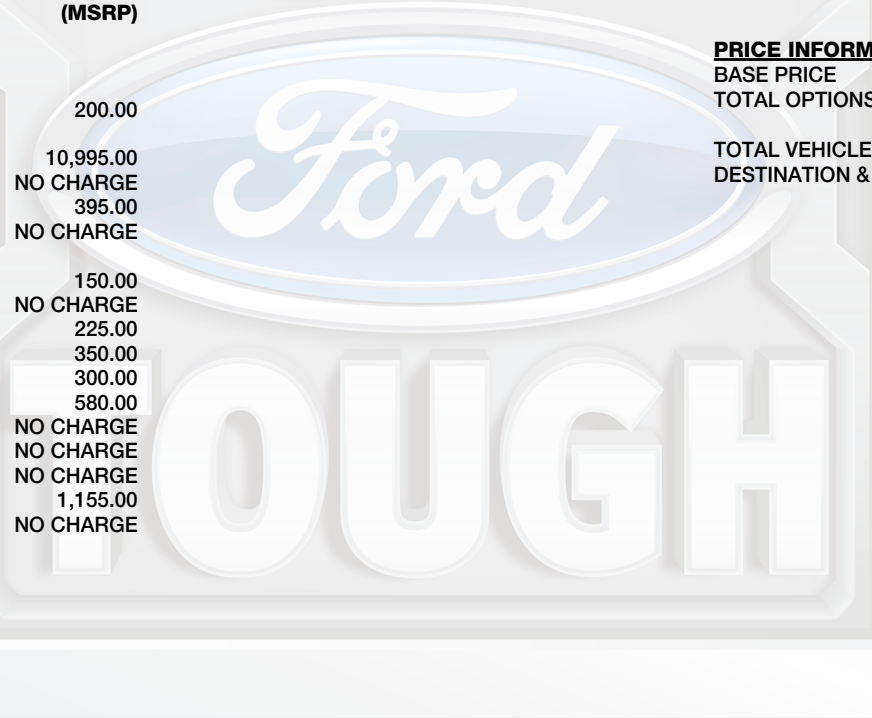 (MSRP)
200.00
10,995.00
NO CHARGE
395.00
NO CHARGE
150.00
NO CHARGE
225.00
350.00
300.00
580.00
NO CHARGE
NO CHARGE
NO CHARGE
1,155.00
NO CHARGE
PRICE INFORM
BASE PRICE
TOTAL OPTIONS
TOTAL VEHICLE
DESTINATION &
Ford
TOUGH